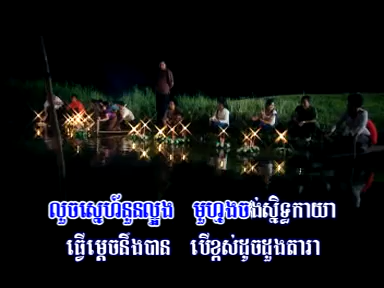 លួចស្នេហ៍នួនល្អង មួហ្មងចង់ស្និទ្ធកាយា
ធ្វើម្ដេចនឹងបាន បើខ្ពស់ដូចដួងតារា